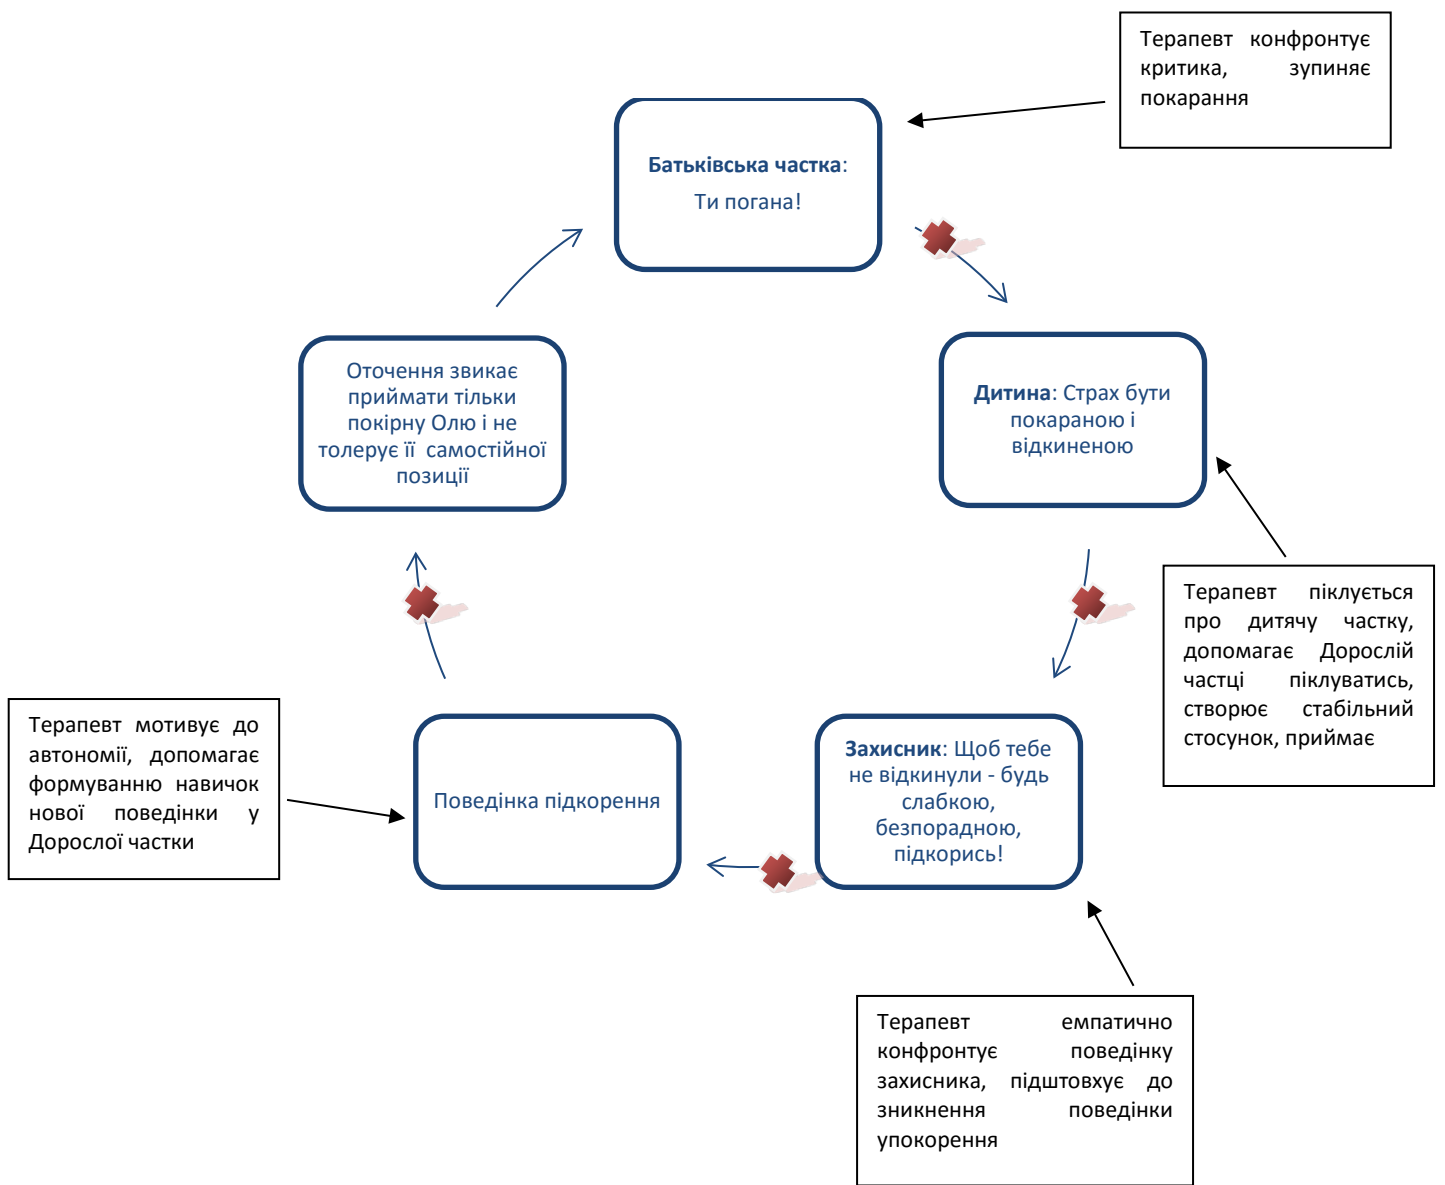 Терапевт конфронтує
критика, зупиняє
покарання
Батьківська частка:
Ти погана!
Оточення звикає
приймати тільки
покірну Олю і не
толерує її самостійної
позиції
Дитина: Страх бути
покараною і
відкиненою
Терапевт піклується
про дитячу частку,
допомагає Дорослій
частці піклуватись,
створює стабільний
стосунок, приймає
Терапевт мотивує до
автономії, допомагає
формуванню навичок
нової поведінки у
Дорослої частки
Поведінка підкорення
Захисник: Щоб тебе
не відкинули - будь
слабкою,
безпорадною,
підкорись!
Терапевт емпатично
конфронтує поведінку
захисника, підштовхує до
зникнення поведінки
упокорення